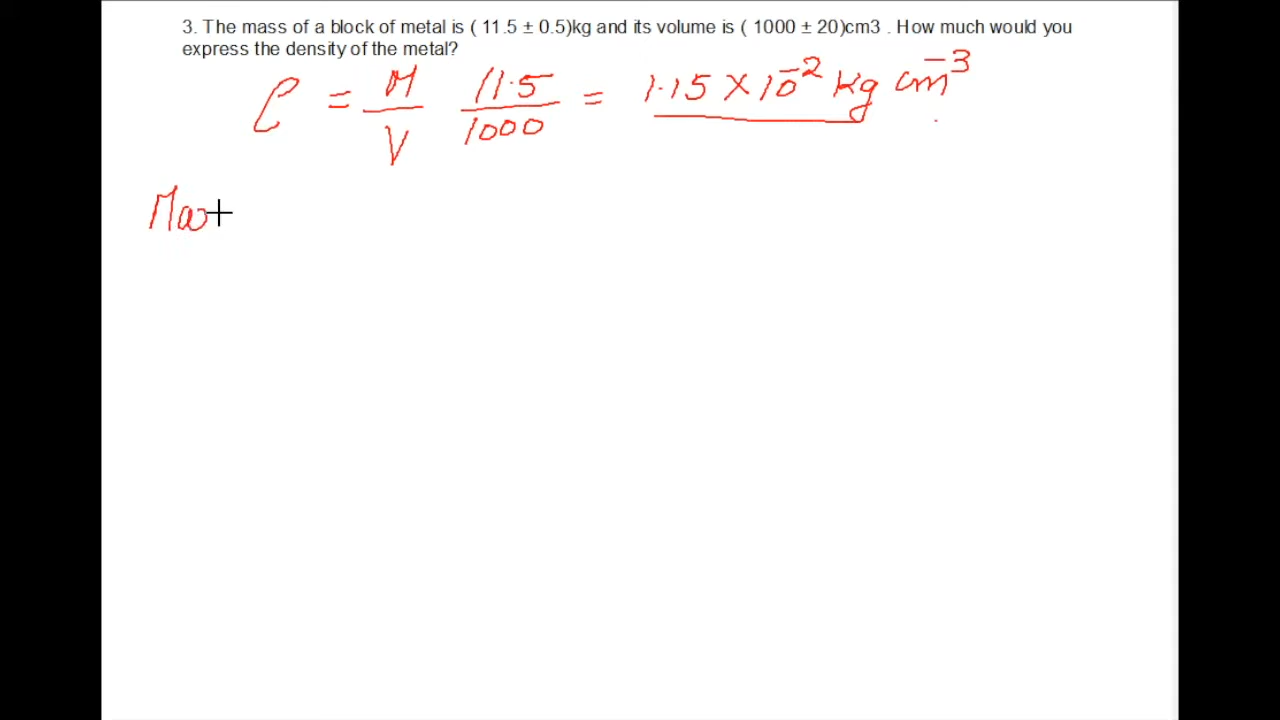 3. The mass of a block of metal is ( 11.5 ± 0.5)kg and its volume is ( 1000 ± 20)cm3 . How much would you
express the density of the metal?
ρ = M/V 11.5/1000 = 1.15 × 10⁻² kg cm⁻³
Max